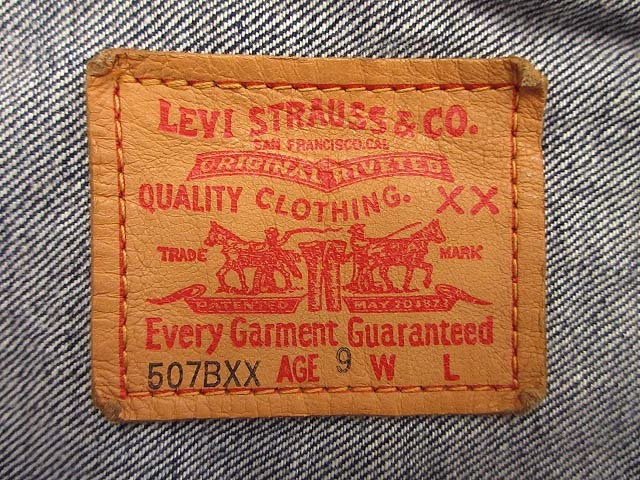 LEVI STRAUSS & CO.
SAN FRANCISCO, CAL
ORIGINAL RIVETED
QUALITY CLOTHING. XX
TRADE MARK
PATENTED MAY 20 1873
Every Garment Guaranteed
507BXX AGE 9 W L